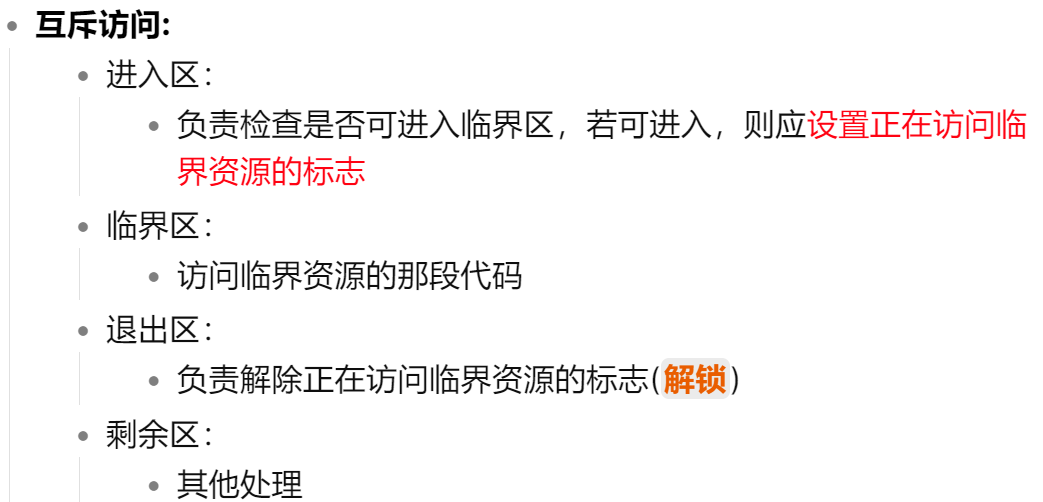 互斥访问:
进入区：
负责检查是否可进入临界区，若可进入，则应设置正在访问临
界资源的标志
临界区：
访问临界资源的那段代码
退出区：
负责解除正在访问临界资源的标志(解锁)
剩余区：
其他处理